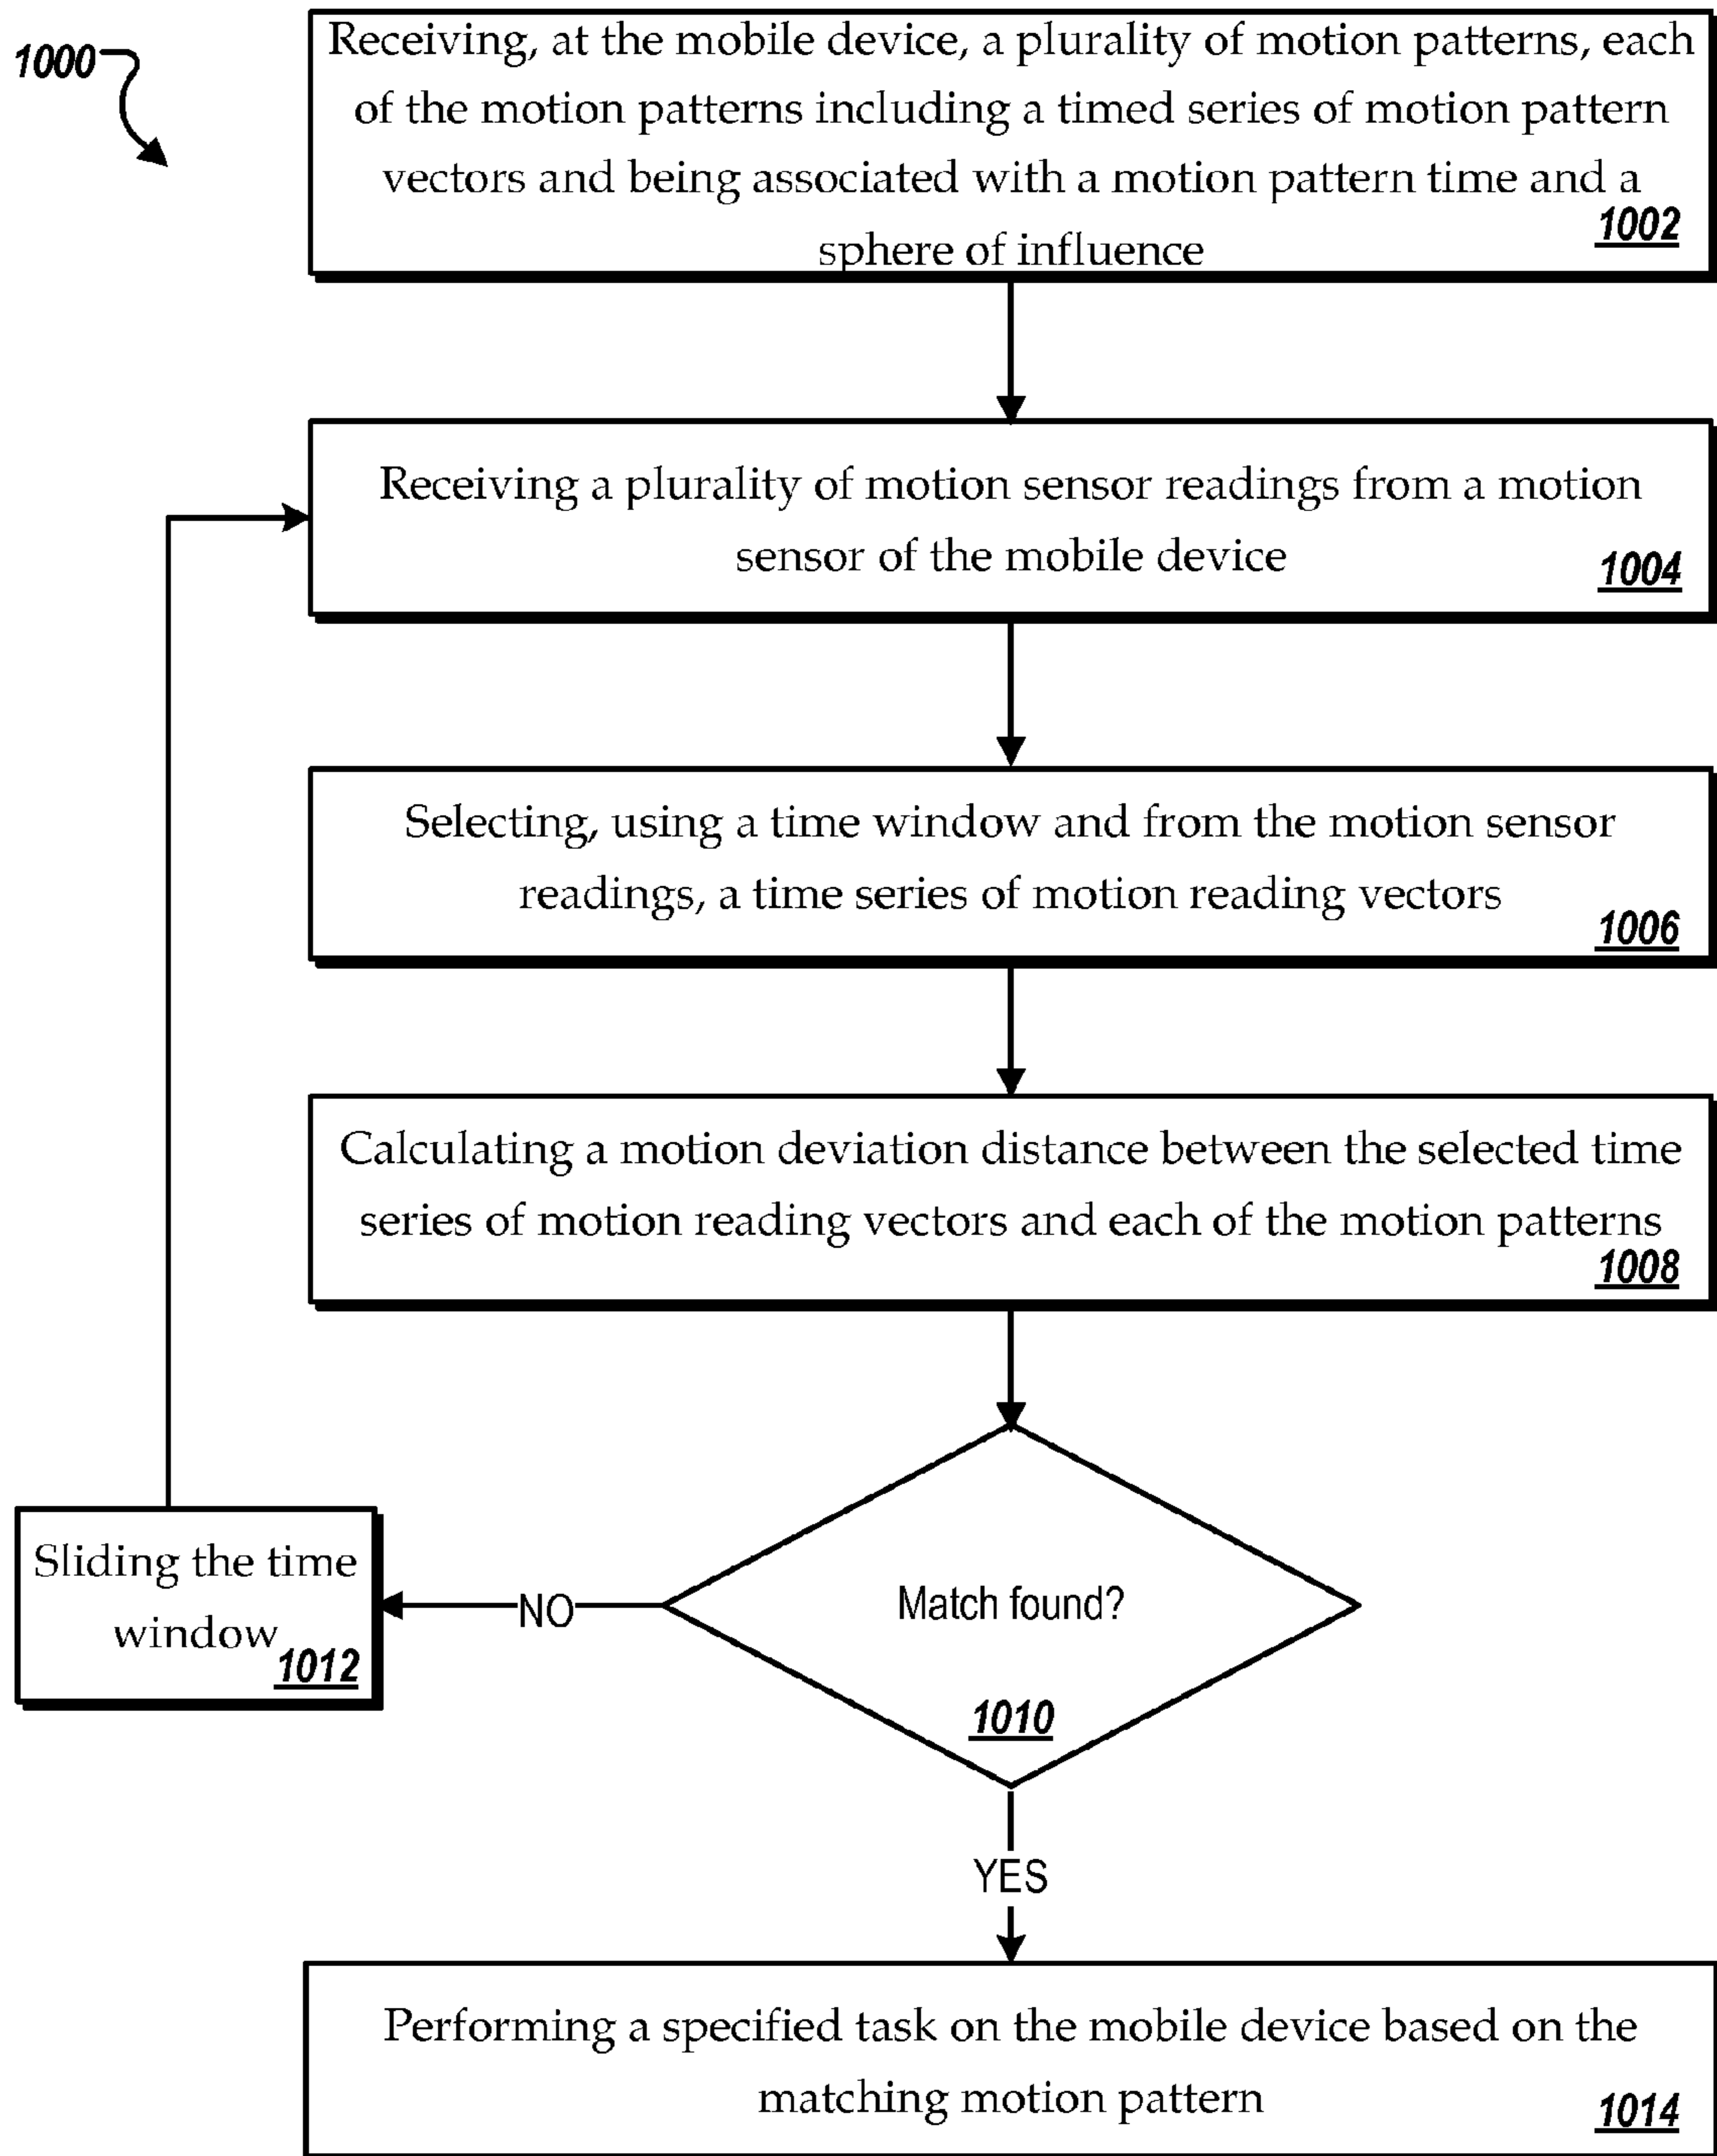 1000
Receiving, at the mobile device, a plurality of motion patterns, each
of the motion patterns including a timed series of motion pattern
vectors and being associated with a motion pattern time and a
sphere of influence
1002
Receiving a plurality of motion sensor readings from a motion
sensor of the mobile device
1004
Selecting, using a time window and from the motion sensor
readings, a time series of motion reading vectors
1006
Calculating a motion deviation distance between the selected time
series of motion reading vectors and each of the motion patterns
1008
Match found?
1010
NO
Sliding the time
window
1012
YES
Performing a specified task on the mobile device based on the
matching motion pattern
1014